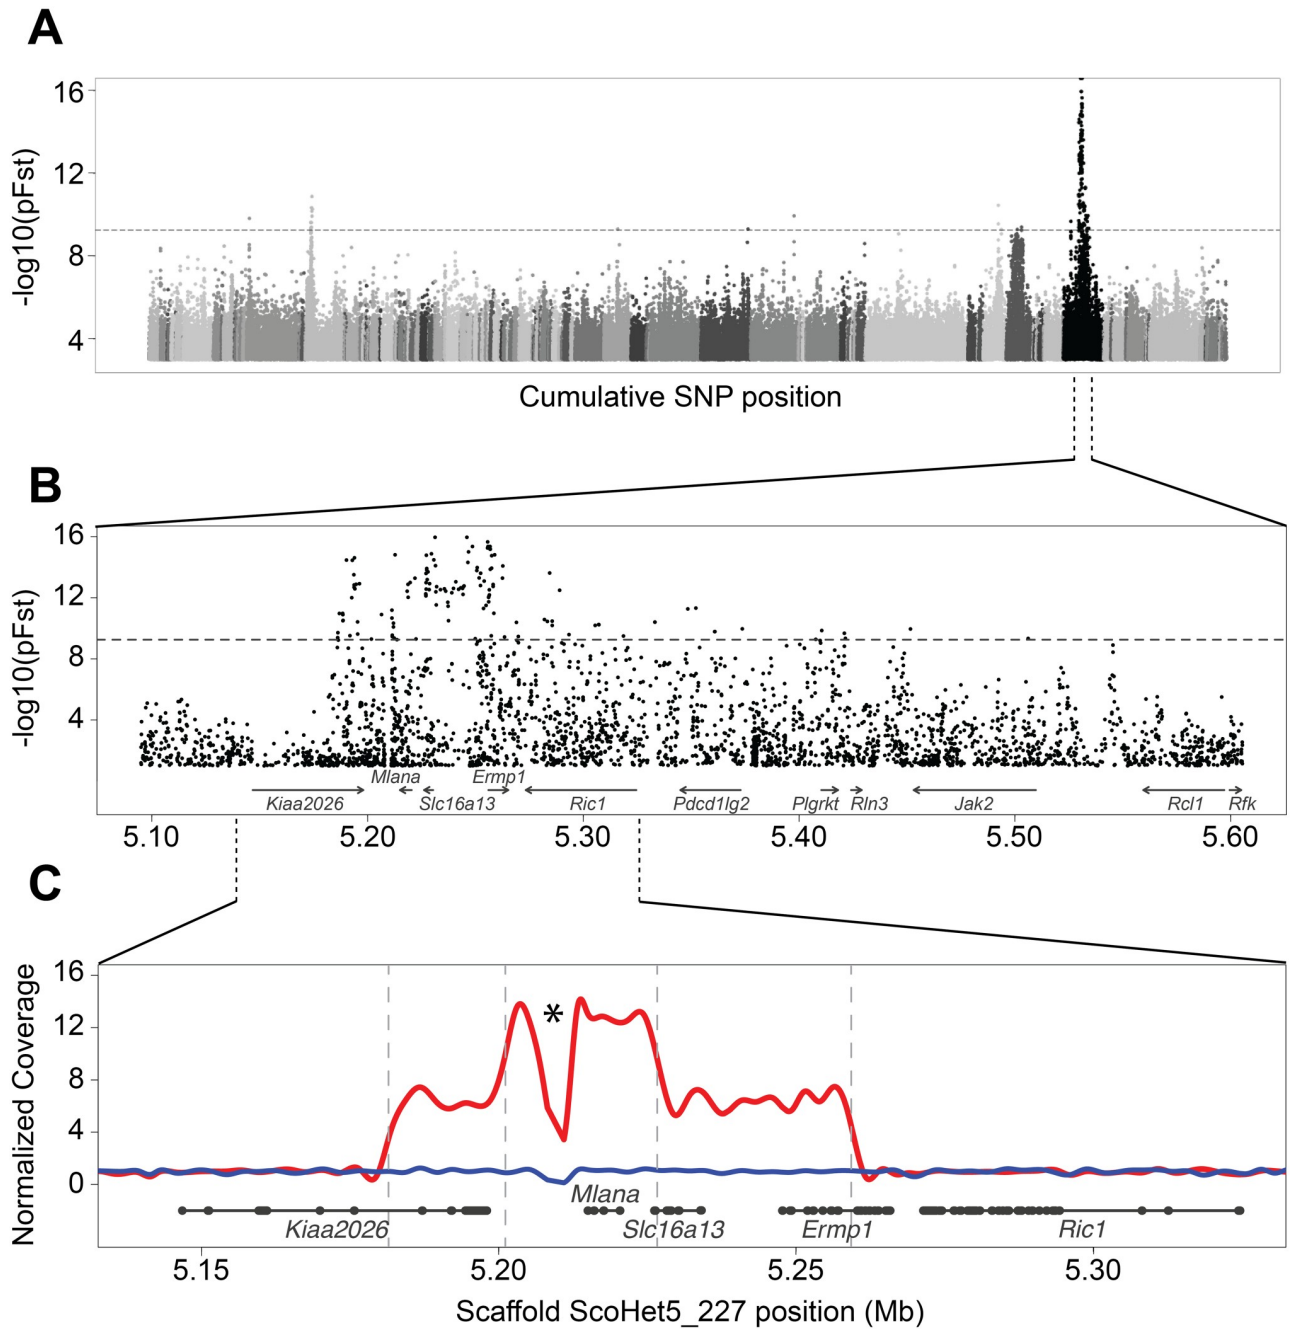 A
16
12
8
4
-log10(pFst)
Cumulative SNP position
B
16
12
8
4
-log10(pFst)
Mlana Ermp1
Kiaa2026 Slc16a13 Ric1 Pdcd1lg2 Plgrkt Rln3 Jak2 Rcl1 Rfk
5.10 5.20 5.30 5.40 5.50 5.60
C
16
12
8
4
0
Normalized Coverage
*
Mlana
Kiaa2026 Slc16a13 Ermp1 Ric1
5.15 5.20 5.25 5.30
Scaffold ScoHet5_227 position (Mb)